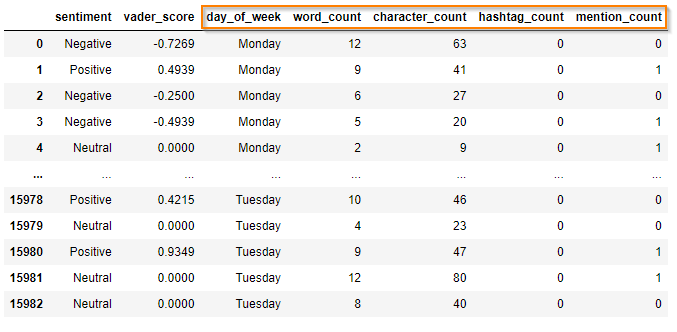 sentiment vader_score day_of_week word_count character_count hashtag_count mention_count
0 Negative -0.7269 Monday 12 63 0 0
1 Positive 0.4939 Monday 9 41 0 1
2 Negative -0.2500 Monday 6 27 0 0
3 Negative -0.4939 Monday 5 20 0 1
4 Neutral 0.0000 Monday 2 9 0 1
... ... ... ... ... ... ... ...
15978 Positive 0.4215 Tuesday 10 46 0 0
15979 Neutral 0.0000 Tuesday 4 23 0 0
15980 Positive 0.9349 Tuesday 9 47 0 1
15981 Neutral 0.0000 Tuesday 12 80 0 1
15982 Neutral 0.0000 Tuesday 8 40 0 0